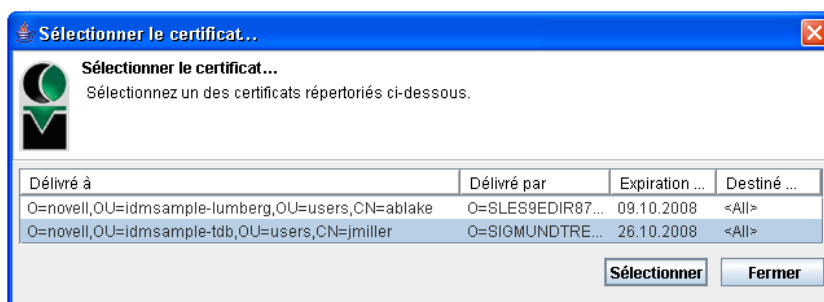 Sélectionner le certificat...
Sélectionner le certificat...
Sélectionnez un des certificats répertoriés ci-dessous.
Délivré à Délivré par Expiration ... Destiné ...
O=novell,OU=idmsample-lumberg,OU=users,CN=ablake O=SLES9EDIR87... 09.10.2008 <All>
O=novell,OU=idmsample-tdb,OU=users,CN=jmiller O=SIGMUNDTRE... 26.10.2008 <All>
Sélectionner Fermer